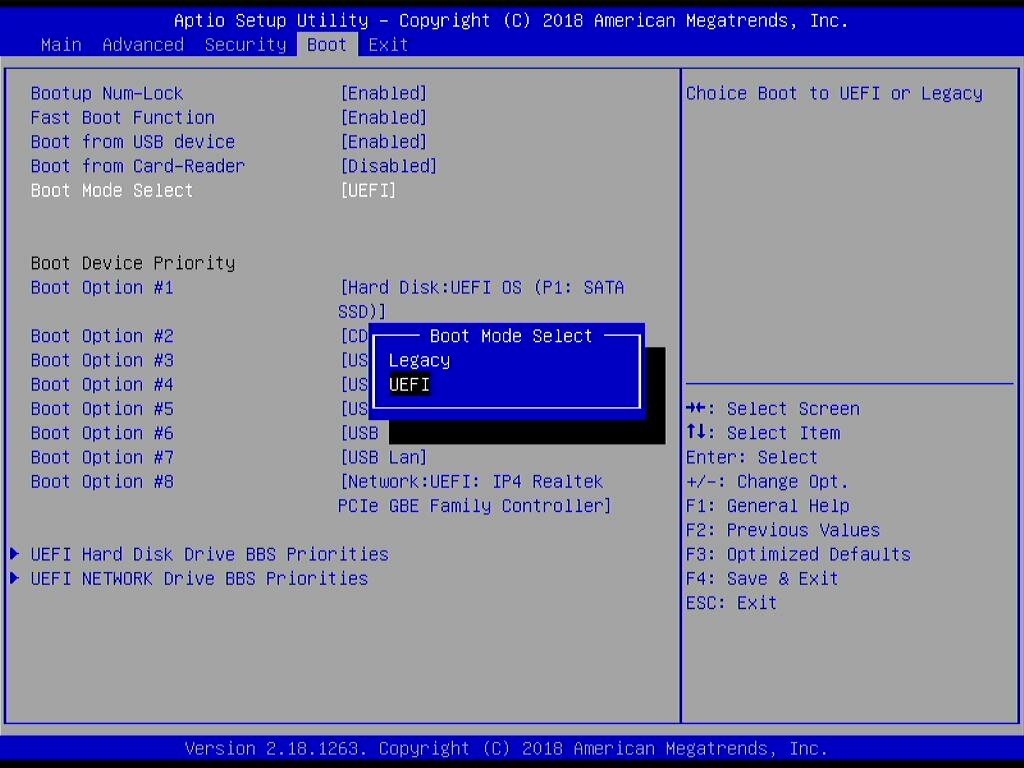 Aptio Setup Utility – Copyright (C) 2018 American Megatrends, Inc.
Main Advanced Security Boot Exit
Bootup Num-Lock [Enabled]
Fast Boot Function [Enabled]
Boot from USB device [Enabled]
Boot from Card-Reader [Disabled]
Boot Mode Select [UEFI]
Boot Device Priority
Boot Option #1 [Hard Disk:UEFI OS (P1: SATA
SSD)]
Boot Option #2 [CD
Boot Option #3 [US
Boot Option #4 [US
Boot Option #5 [US
Boot Option #6 [USB
Boot Option #7 [USB Lan]
Boot Option #8 [Network:UEFI: IP4 Realtek
PCIe GBE Family Controller]
UEFI Hard Disk Drive BBS Priorities
UEFI NETWORK Drive BBS Priorities
Boot Mode Select
Legacy
UEFI
Choice Boot to UEFI or Legacy
→←: Select Screen
↑↓: Select Item
Enter: Select
+/-: Change Opt.
F1: General Help
F2: Previous Values
F3: Optimized Defaults
F4: Save & Exit
ESC: Exit
Version 2.18.1263. Copyright (C) 2018 American Megatrends, Inc.